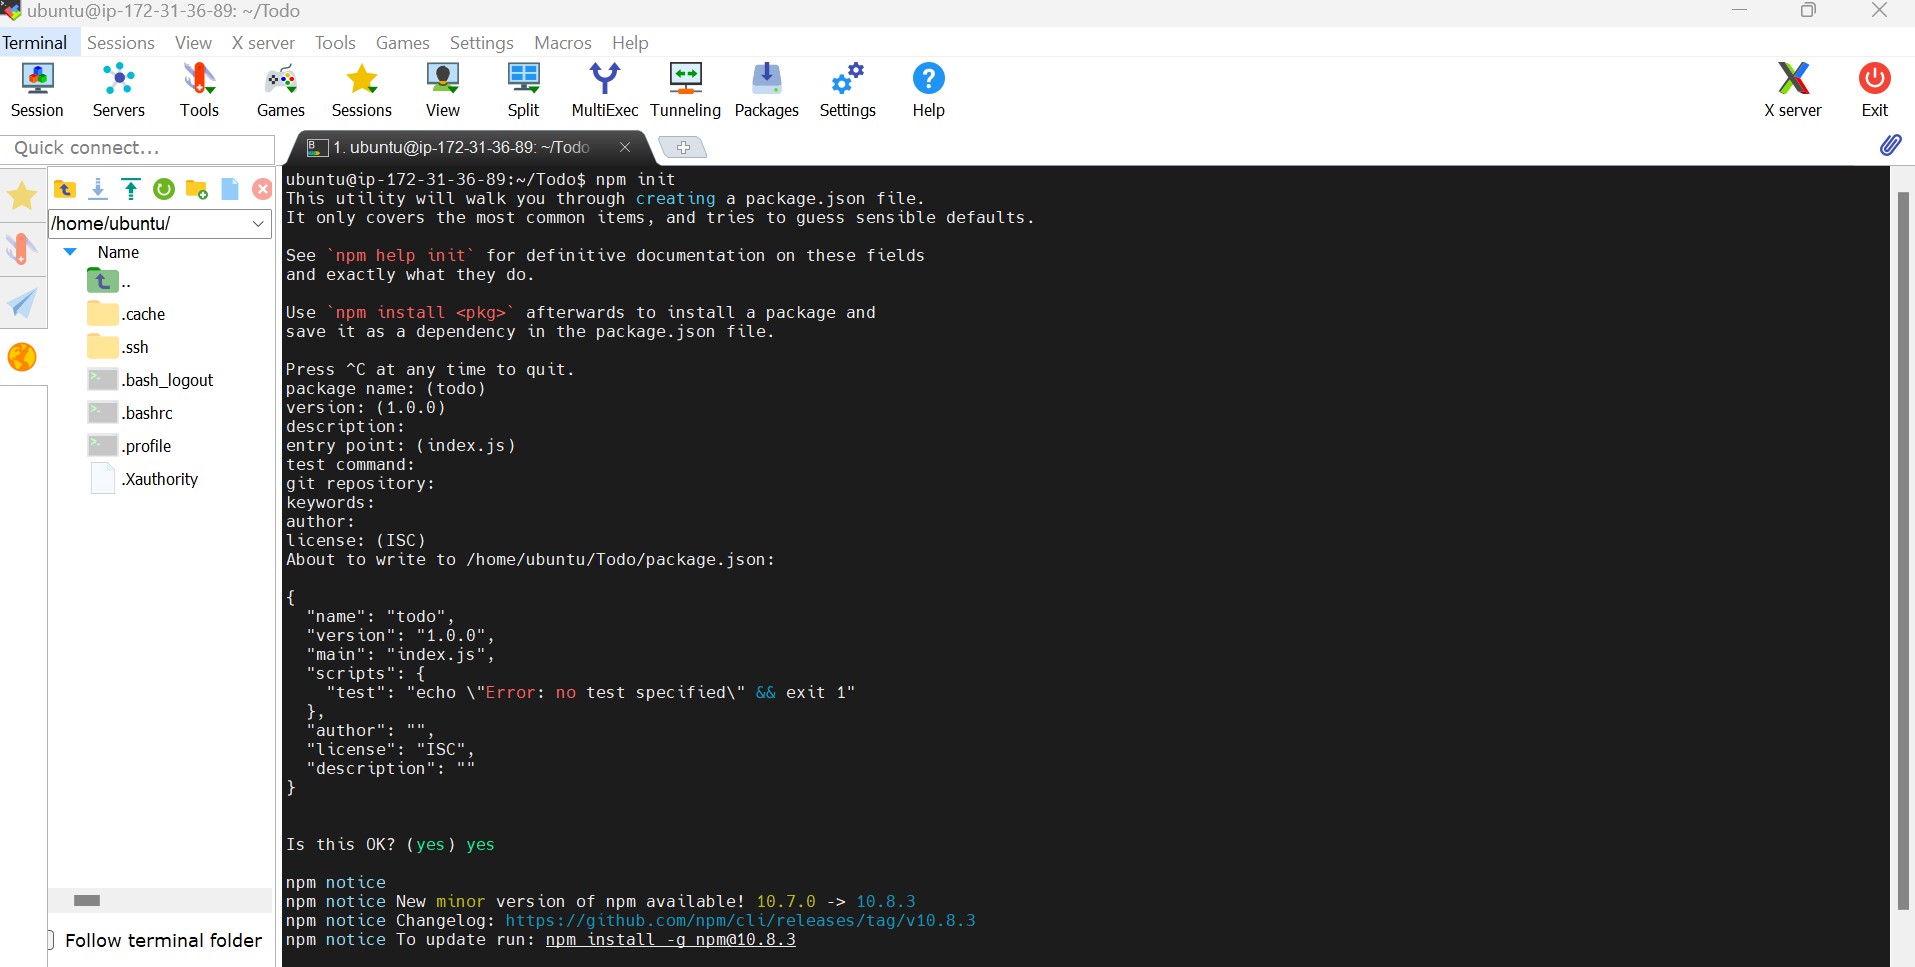 ubuntu@ip-172-31-36-89: ~/Todo
Terminal Sessions View X server Tools Games Settings Macros Help
Session Servers Tools Games Sessions View Split MultiExec Tunneling Packages Settings Help X server Exit
Quick connect...
1. ubuntu@ip-172-31-36-89: ~/Todo
/home/ubuntu/
Name
..
.cache
.ssh
.bash_logout
.bashrc
.profile
.Xauthority
Follow terminal folder
ubuntu@ip-172-31-36-89:~/Todo$ npm init
This utility will walk you through creating a package.json file.
It only covers the most common items, and tries to guess sensible defaults.
See `npm help init` for definitive documentation on these fields
and exactly what they do.
Use `npm install <pkg>` afterwards to install a package and
save it as a dependency in the package.json file.
Press ^C at any time to quit.
package name: (todo)
version: (1.0.0)
description:
entry point: (index.js)
test command:
git repository:
keywords:
author:
license: (ISC)
About to write to /home/ubuntu/Todo/package.json:
{
  "name": "todo",
  "version": "1.0.0",
  "main": "index.js",
  "scripts": {
    "test": "echo \"Error: no test specified\" && exit 1"
  },
  "author": "",
  "license": "ISC",
  "description": ""
}
Is this OK? (yes) yes
npm notice
npm notice New minor version of npm available! 10.7.0 -> 10.8.3
npm notice Changelog: https://github.com/npm/cli/releases/tag/v10.8.3
npm notice To update run: npm install -g npm@10.8.3